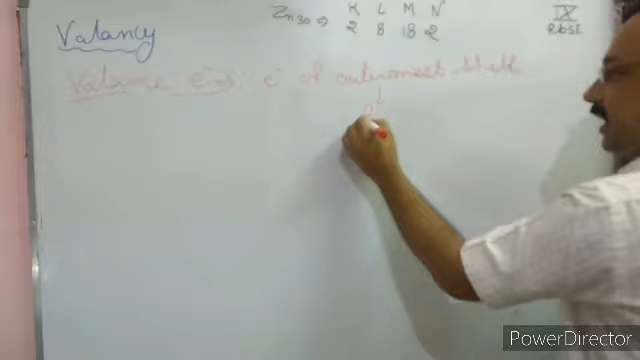 Zn30 ⇒ K L M N
2 8 18 2
IX
RBSE
Valancy
Valance e⁻s: e⁻ of outermost shell
PowerDirector